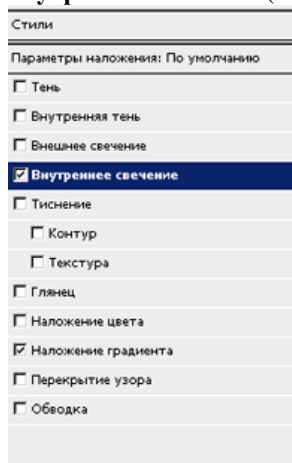 Стили
Параметры наложения: По умолчанию
Тень
Внутренняя тень
Внешнее свечение
Внутреннее свечение
Тиснение
Контур
Текстура
Глянец
Наложение цвета
Наложение градиента
Перекрытие узора
Обводка